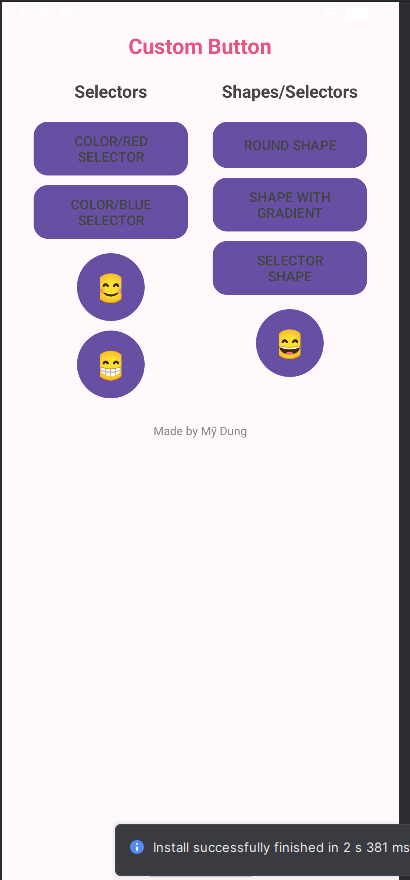 Custom Button
Selectors
COLOR/RED
SELECTOR
COLOR/BLUE
SELECTOR
Shapes/Selectors
ROUND SHAPE
SHAPE WITH
GRADIENT
SELECTOR
SHAPE
Made by Mỹ Dung
Install successfully finished in 2 s 381 ms